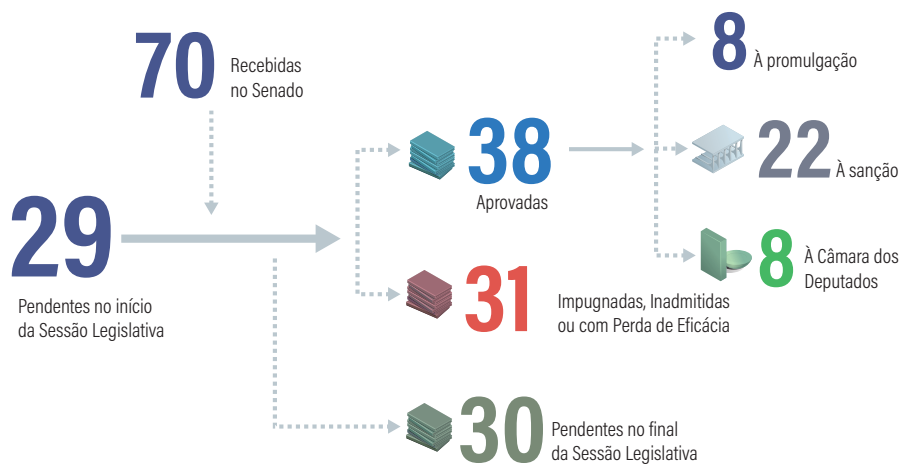 70
Recebidas
no Senado
29
Pendentes no início
da Sessão Legislativa
38
Aprovadas
8
À promulgação
22
À sanção
8
À Câmara dos
Deputados
31
Impugnadas, Inadmitidas
ou com Perda de Eficácia
30
Pendentes no final
da Sessão Legislativa